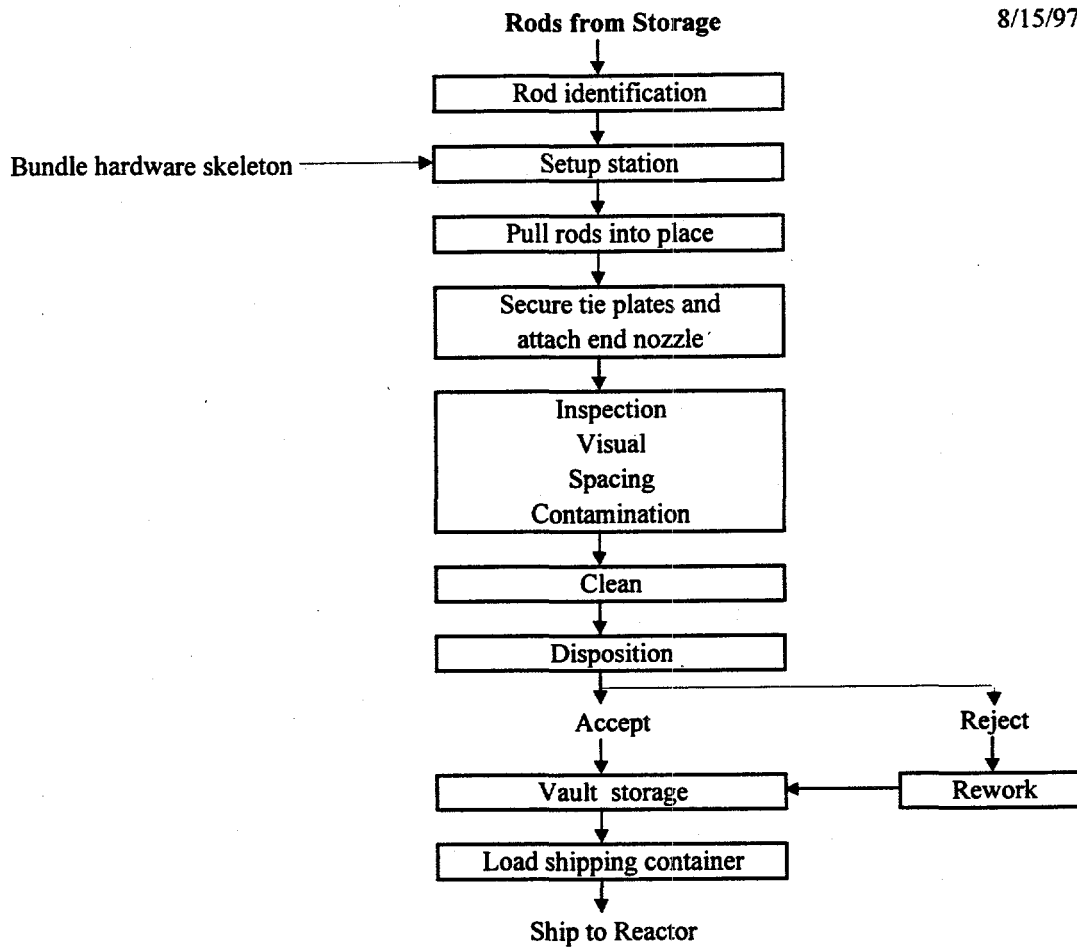 Rods from Storage
8/15/97
Rod identification
Bundle hardware skeleton
Setup station
Pull rods into place
Secure tie plates and
attach end nozzle
Inspection
Visual
Spacing
Contamination
Clean
Disposition
Accept
Reject
Vault storage
Rework
Load shipping container
Ship to Reactor